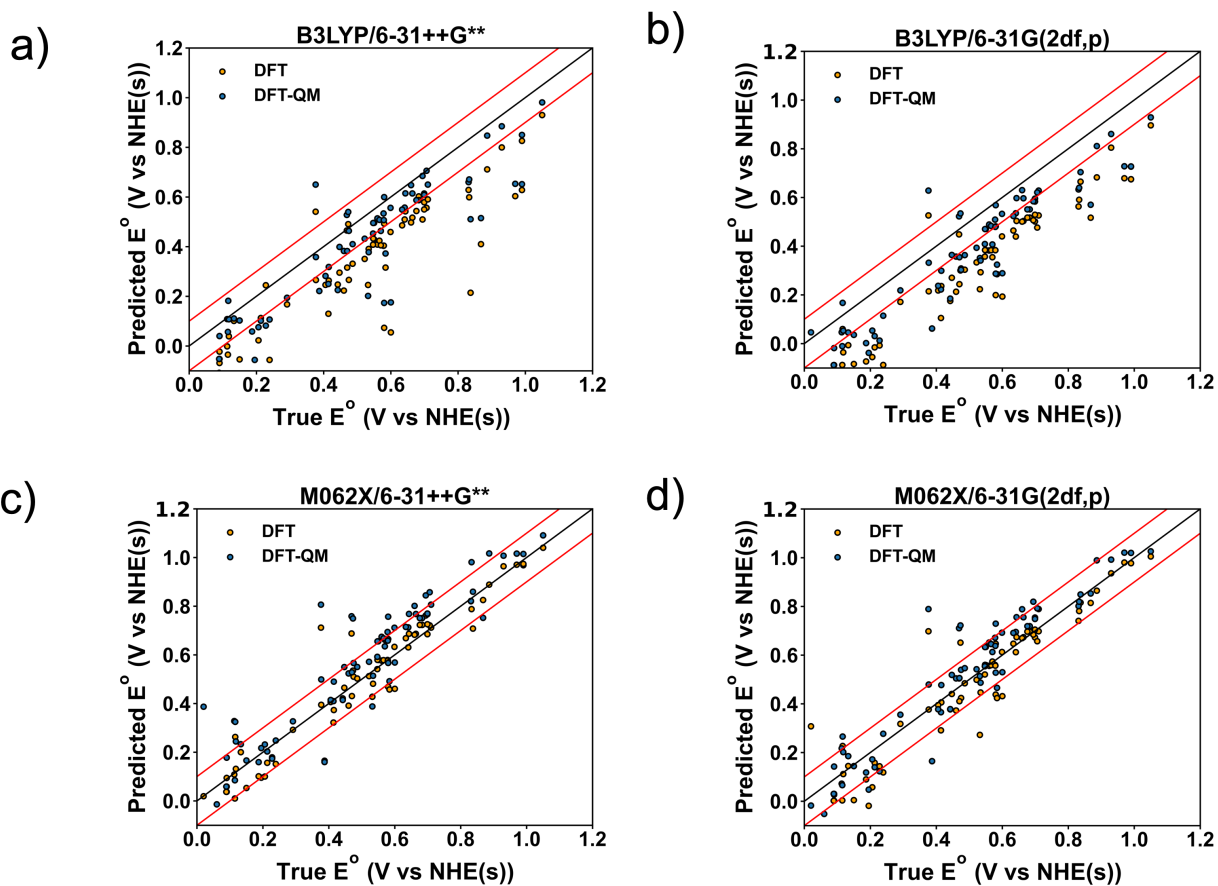 a)
B3LYP/6-31++G**
DFT
DFT-QM
Predicted E° (V vs NHE(s))
1.2
1.0
0.8
0.6
0.4
0.2
0.0
0.0 0.2 0.4 0.6 0.8 1.0 1.2
True E° (V vs NHE(s))
b)
B3LYP/6-31G(2df,p)
DFT
DFT-QM
Predicted E° (V vs NHE(s))
1.2
1.0
0.8
0.6
0.4
0.2
0.0
0.0 0.2 0.4 0.6 0.8 1.0 1.2
True E° (V vs NHE(s))
c)
M062X/6-31++G**
DFT
DFT-QM
Predicted E° (V vs NHE(s))
1.2
1.0
0.8
0.6
0.4
0.2
0.0
0.0 0.2 0.4 0.6 0.8 1.0 1.2
True E° (V vs NHE(s))
d)
M062X/6-31G(2df,p)
DFT
DFT-QM
Predicted E° (V vs NHE(s))
1.2
1.0
0.8
0.6
0.4
0.2
0.0
0.0 0.2 0.4 0.6 0.8 1.0 1.2
True E° (V vs NHE(s))